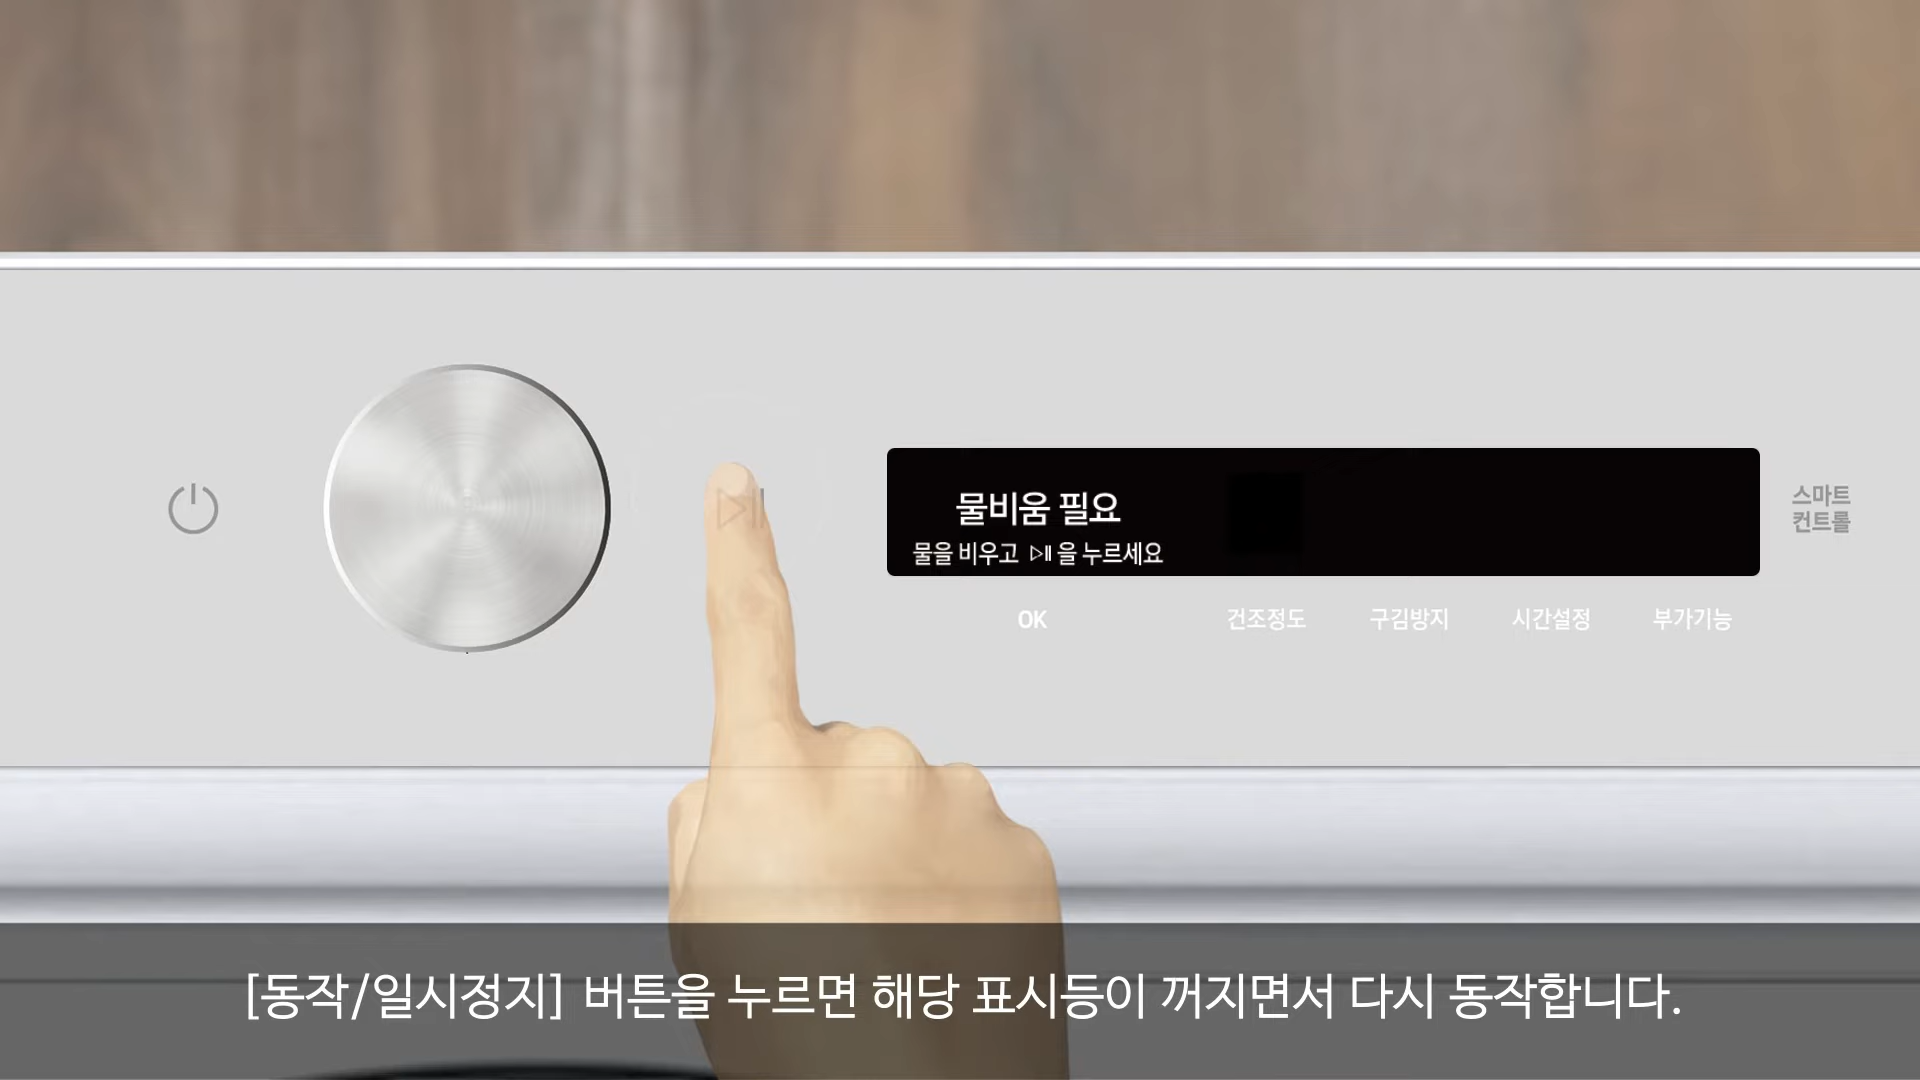 물비움 필요
물을 비우고 ▷ll 을 누르세요
스마트
컨트롤
OK 건조정도 구김방지 시간설정 부가기능
[동작/일시정지] 버튼을 누르면 해당 표시등이 꺼지면서 다시 동작합니다.